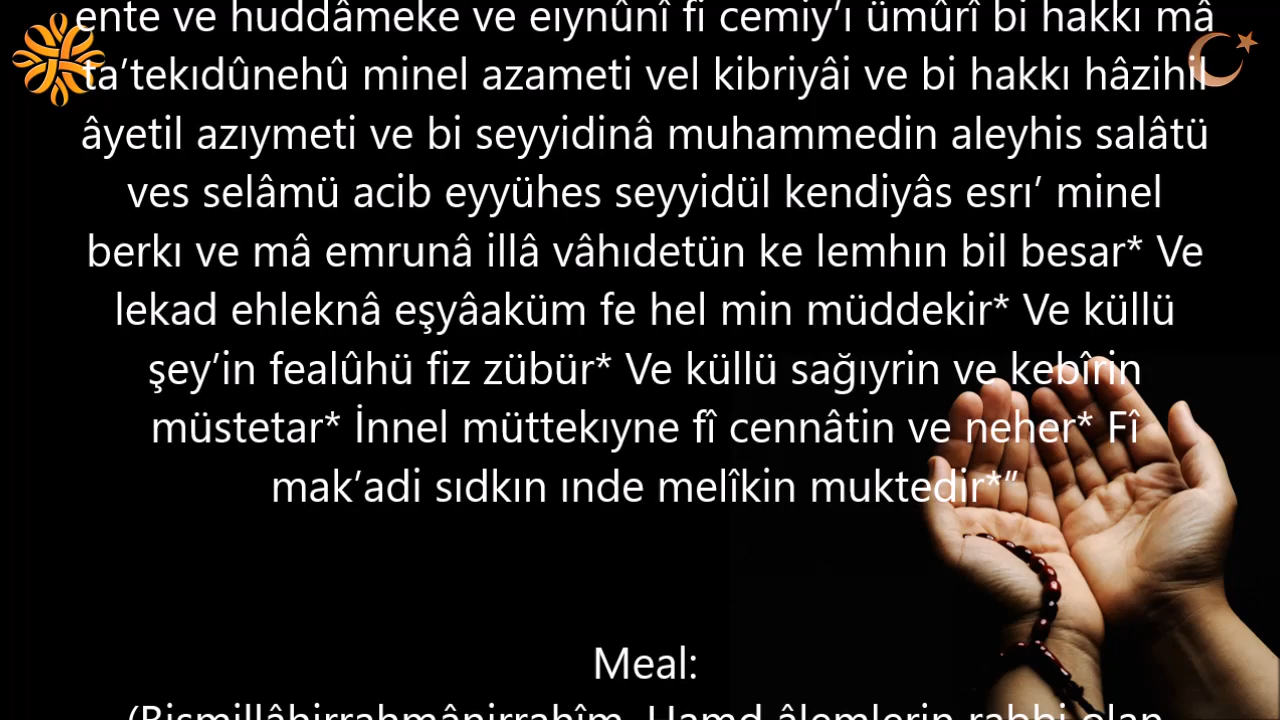 ente ve huddâmeke ve eıynûnî fi cemiy’ı ümûrî bi hakkı mâ
ta’tekıdûnehû minel azameti vel kibriyâi ve bi hakkı hâzihil
âyetil azıymeti ve bi seyyidinâ muhammedin aleyhis salâtü
ves selâmü acib eyyühes seyyidül kendiyâs esrı’ minel
berkı ve mâ emrunâ illâ vâhıdetün ke lemhın bil besar* Ve
lekad ehleknâ eşyâaküm fe hel min müddekir* Ve küllü
şey’in fealûhü fiz zübür* Ve küllü sağıyrin ve kebîrin
müstetar* İnnel müttekıyne fî cennâtin ve neher* Fî
mak’adi sıdkın ınde melîkin muktedir*”
Meal:
(Bismillâhirrahmânirrahîm. Hamd âlemlerin rabbi olan